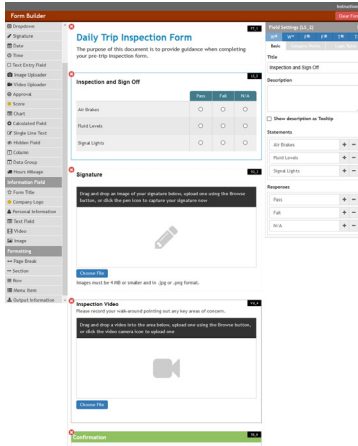 Instruction
Form Builder
Clear Form
Dropdown
Signature
Date
Time
Text Entry Field
Image Uploader
Video Uploader
Approval
Score
Chart
Calculated Field
Single Line Text
Hidden Field
Column
Data Group
Hours Mileage
Information Field
Form Title
Company Logo
Personal Information
Text Field
Video
Image
Formatting
Page Break
Section
Row
Menu Item
Output Information
Daily Trip Inspection Form
The purpose of this document is to provide guidance when completing
your pre-trip inspection form.
Inspection and Sign Off
Pass Fail N/A
Air Brakes
Fluid Levels
Signal Lights
Signature
Drag and drop an image of your signature below, upload one using the Browse
button, or click the pen icon to capture your signature now
Choose File
Images must be 4 MB or smaller and in .jpg or .png format.
Inspection Video
Please record your walk-around pointing out any key areas of concern.
Drag and drop a video into the area below, upload one using the Browse button,
or click the video camera icon to upload one
Choose File
Confirmation
Field Settings (LS_2)
Basic
Title
Inspection and Sign Off
Description
Show description as Tooltip
Statements
Air Brakes + −
Fluid Levels + −
Signal Lights + −
Responses
Pass + −
Fail + −
N/A + −